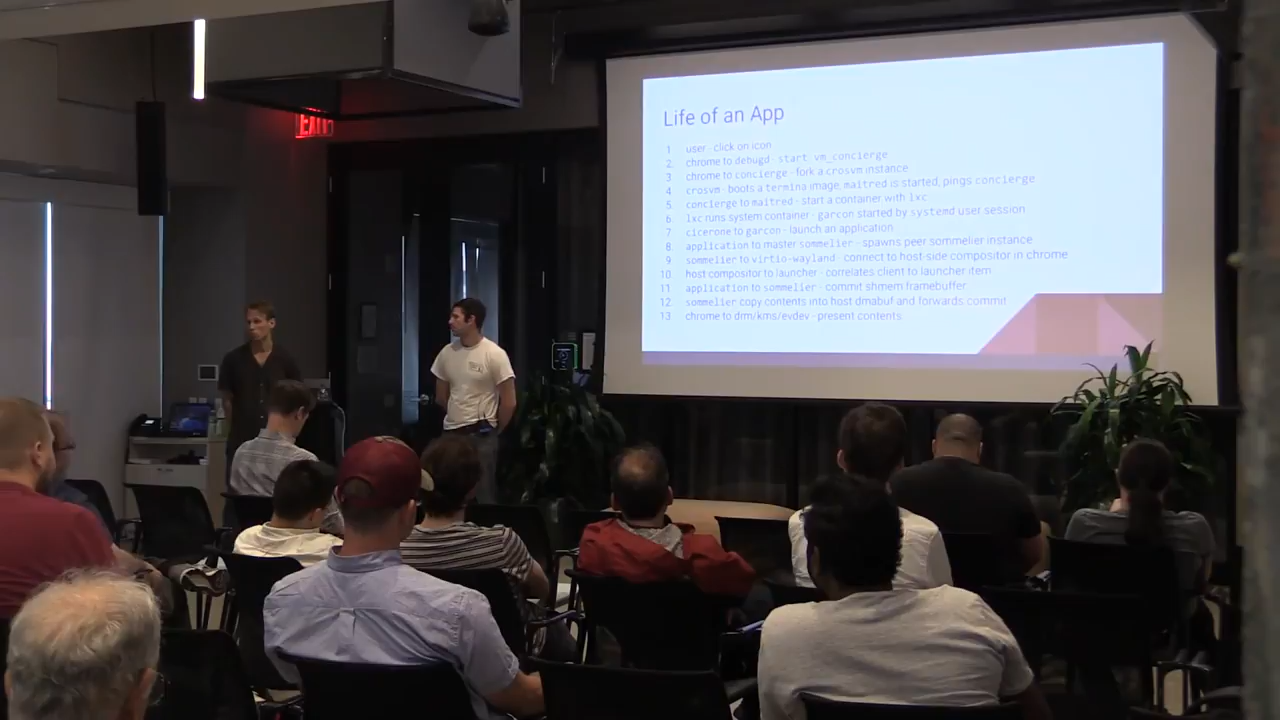 EXIT
Life of an App
1 user - click on icon
2. chrome to debugd - start vm_concierge
3 chrome to concierge - fork a crosvm instance
4 crosvm - boots a termina image, maitred is started, pings concierge
5. concierge to maitred - start a container with lxc
6. lxc runs system container - garcon started by systemd user session
7. cicerone to garcon - launch an application
8. application to master sommelier - spawns peer sommelier instance
9 sommelier to virtio-wayland - connect to host-side compositor in chrome
10. host compositor to launcher - correlates client to launcher item
11. application to sommelier - commit shmem framebuffer
12. sommelier copy contents into host dmabuf and forwards commit
13. chrome to drm/kms/evdev - present contents